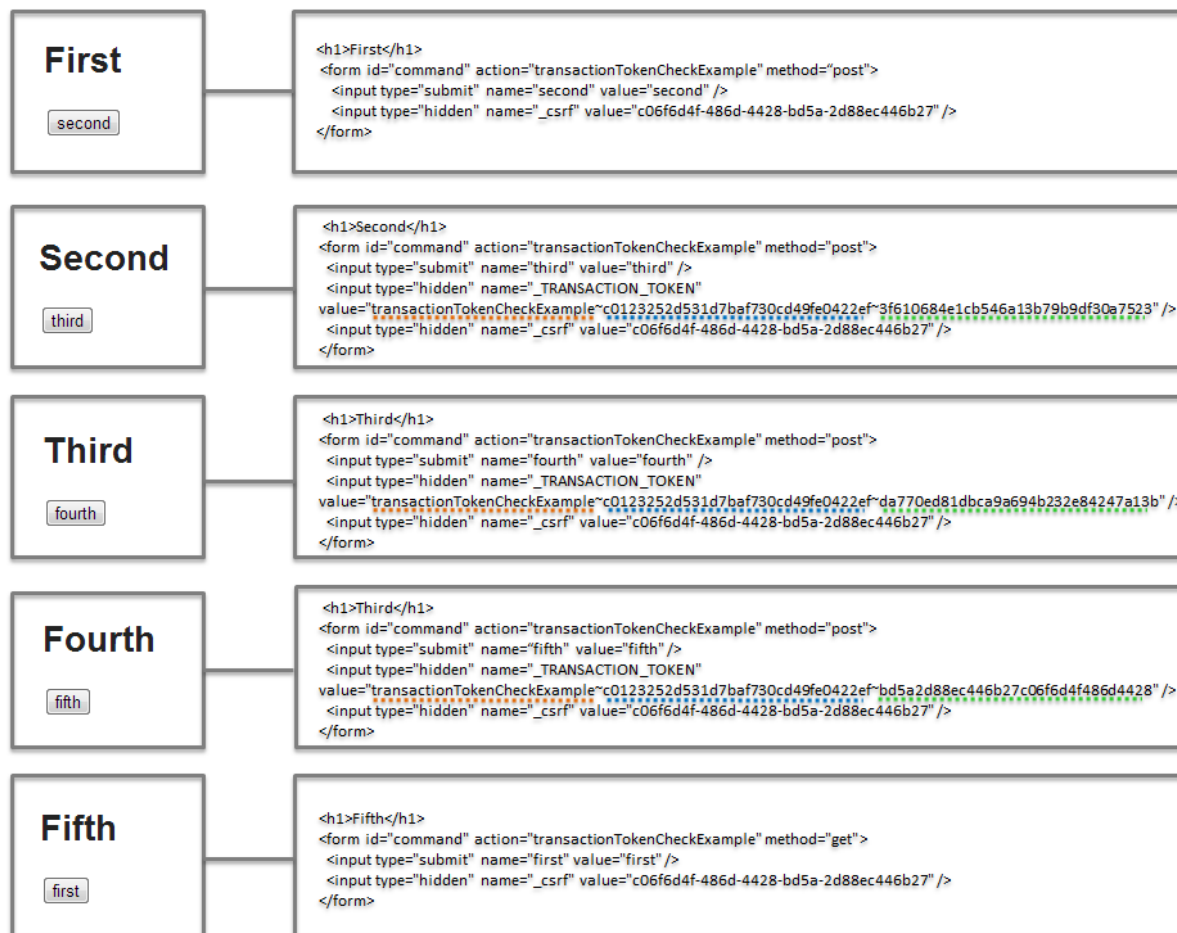 First
second
<h1>First</h1>
<form id="command" action="transactionTokenCheckExample" method=“post">
<input type="submit" name="second" value="second" />
<input type="hidden" name="_csrf" value="c06f6d4f-486d-4428-bd5a-2d88ec446b27" />
</form>
Second
third
<h1>Second</h1>
<form id="command" action="transactionTokenCheckExample" method="post">
<input type="submit" name="third" value="third" />
<input type="hidden" name="_TRANSACTION_TOKEN"
value="transactionTokenCheckExample~c0123252d531d7baf730cd49fe0422ef~3f610684e1cb546a13b79b9df30a7523" />
<input type="hidden" name="_csrf" value="c06f6d4f-486d-4428-bd5a-2d88ec446b27" />
</form>
Third
fourth
<h1>Third</h1>
<form id="command" action="transactionTokenCheckExample" method="post">
<input type="submit" name="fourth" value="fourth" />
<input type="hidden" name="_TRANSACTION_TOKEN"
value="transactionTokenCheckExample~c0123252d531d7baf730cd49fe0422ef~da770ed81dbca9a694b232e84247a13b" />
<input type="hidden" name="_csrf" value="c06f6d4f-486d-4428-bd5a-2d88ec446b27" />
</form>
Fourth
fifth
<h1>Third</h1>
<form id="command" action="transactionTokenCheckExample" method="post">
<input type="submit" name=“fifth" value="fifth" />
<input type="hidden" name="_TRANSACTION_TOKEN"
value="transactionTokenCheckExample~c0123252d531d7baf730cd49fe0422ef~bd5a2d88ec446b27c06f6d4f486d4428" />
<input type="hidden" name="_csrf" value="c06f6d4f-486d-4428-bd5a-2d88ec446b27" />
</form>
Fifth
first
<h1>Fifth</h1>
<form id="command" action="transactionTokenCheckExample" method="get">
<input type="submit" name="first" value="first" />
<input type="hidden" name="_csrf" value="c06f6d4f-486d-4428-bd5a-2d88ec446b27" />
</form>